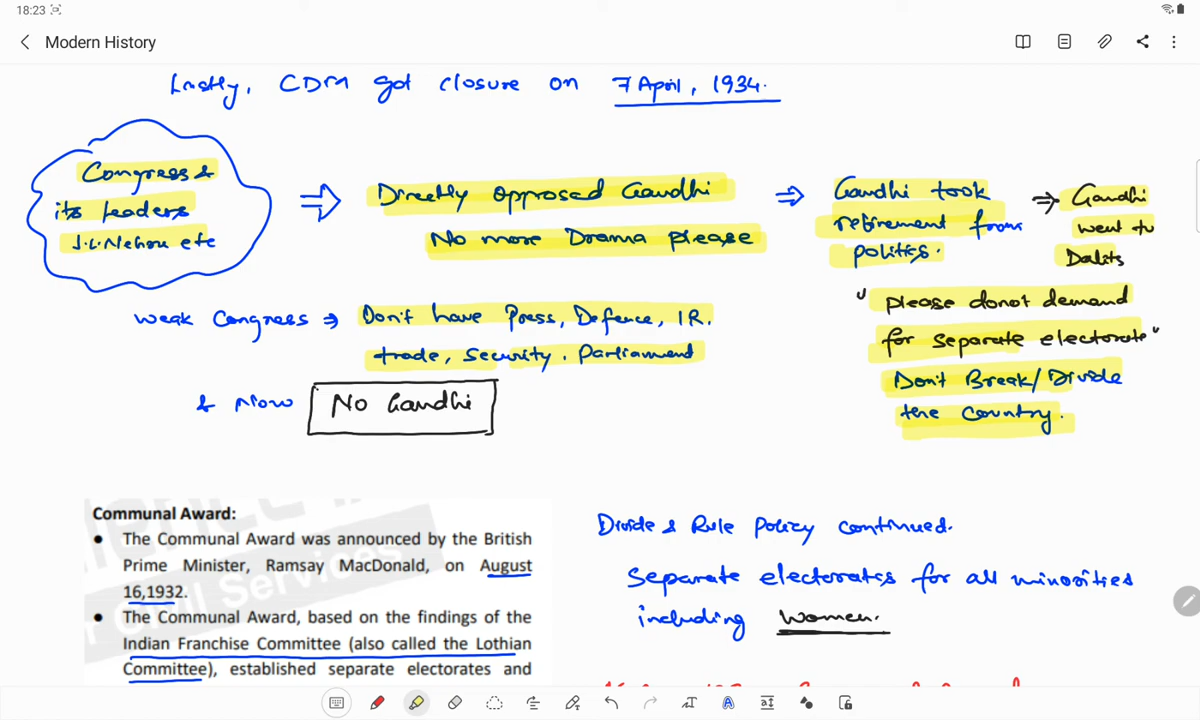 18:23
Modern History
Lastly, CDM got closure on 7 April, 1934.
Congress &
its leaders
J.L. Nehru etc
⇒ Directly opposed Gandhi
No more Drama please
⇒ Gandhi took
retirement from
politics.
⇒ Gandhi
went to
Dalits
"Please donot demand
for separate electorate"
Don't Break/Divide
the Country.
Weak Congress ⇒ Don't have Press, Defence, IR,
trade, security, Parliament
& Now No Gandhi
Communal Award:
• The Communal Award was announced by the British
Prime Minister, Ramsay MacDonald, on August
16,1932.
• The Communal Award, based on the findings of the
Indian Franchise Committee (also called the Lothian
Committee), established separate electorates and
Divide & Rule Policy continued.
Separate electorates for all minorities
including women.